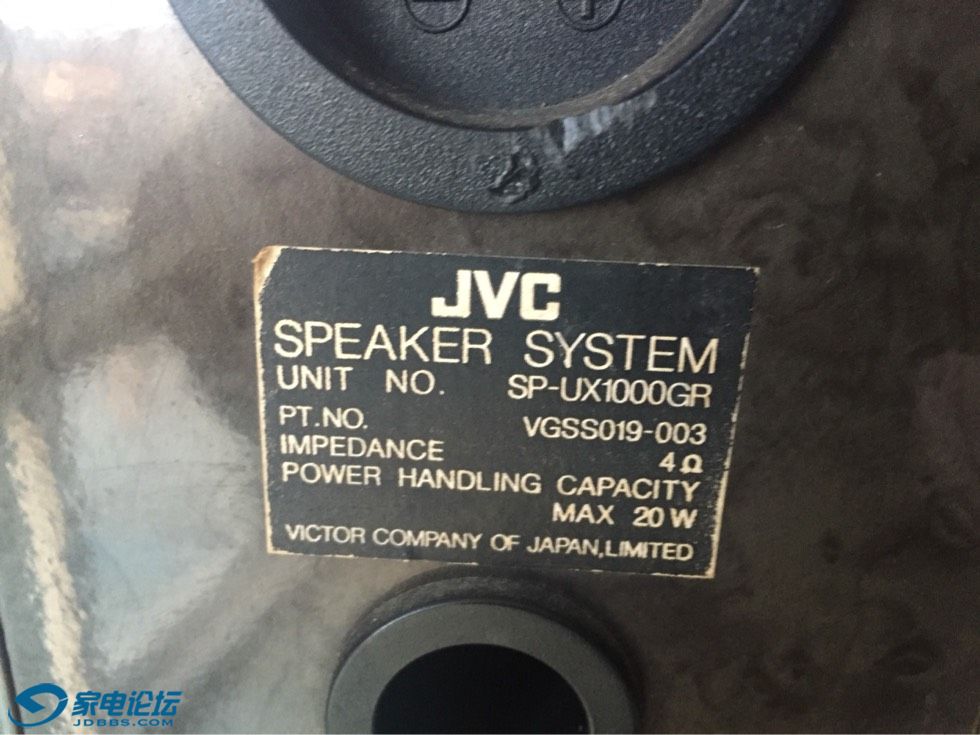 JVC
SPEAKER SYSTEM
UNIT NO. SP-UX1000GR
PT.NO. VGSS019-003
IMPEDANCE 4Ω
POWER HANDLING CAPACITY
MAX 20W
VICTOR COMPANY OF JAPAN,LIMITED
家电论坛
JDBBS.COM